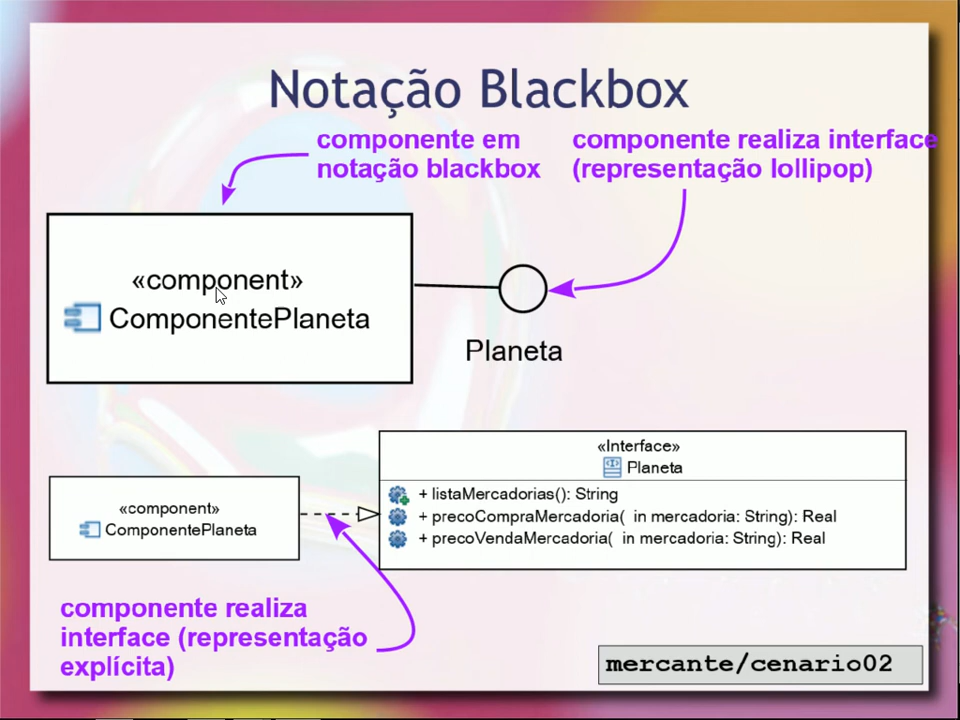 Notação Blackbox
componente em
notação blackbox
componente realiza interface
(representação lollipop)
«component»
ComponentePlaneta
Planeta
«Interface»
Planeta
+ listaMercadorias(): String
+ precoCompraMercadoria( in mercadoria: String): Real
+ precoVendaMercadoria( in mercadoria: String): Real
«component»
ComponentePlaneta
componente realiza
interface (representação
explícita)
mercante/cenario02